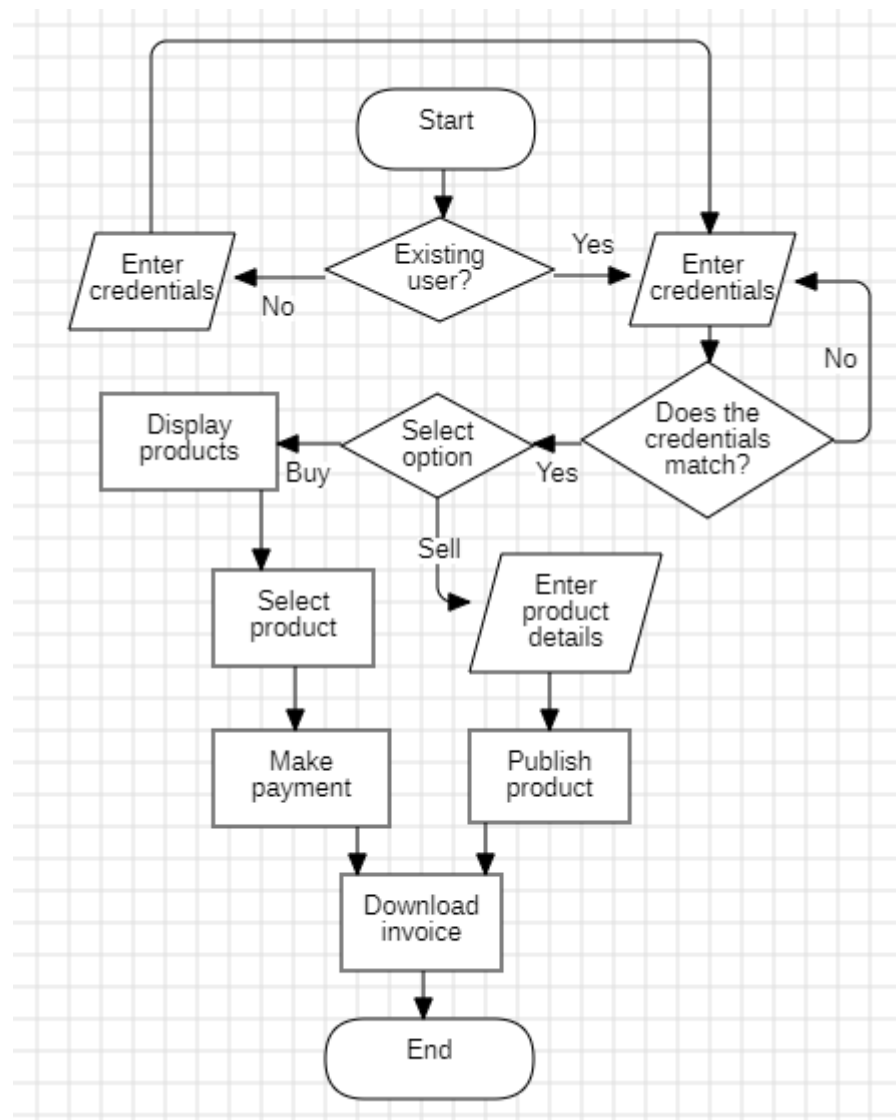 Start
Existing
user?
Yes
No
Enter
credentials
Enter
credentials
No
Does the
credentials
match?
Yes
Select
option
Buy
Display
products
Sell
Select
product
Enter
product
details
Make
payment
Publish
product
Download
invoice
End